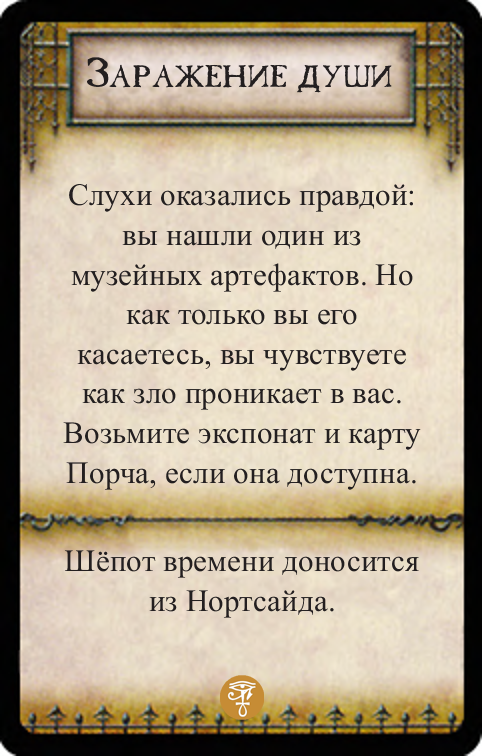 Заражение души
Слухи оказались правдой:
вы нашли один из
музейных артефактов. Но
как только вы его
касаетесь, вы чувствуете
как зло проникает в вас.
Возьмите экспонат и карту
Порча, если она доступна.
Шёпот времени доносится
из Нортсайда.